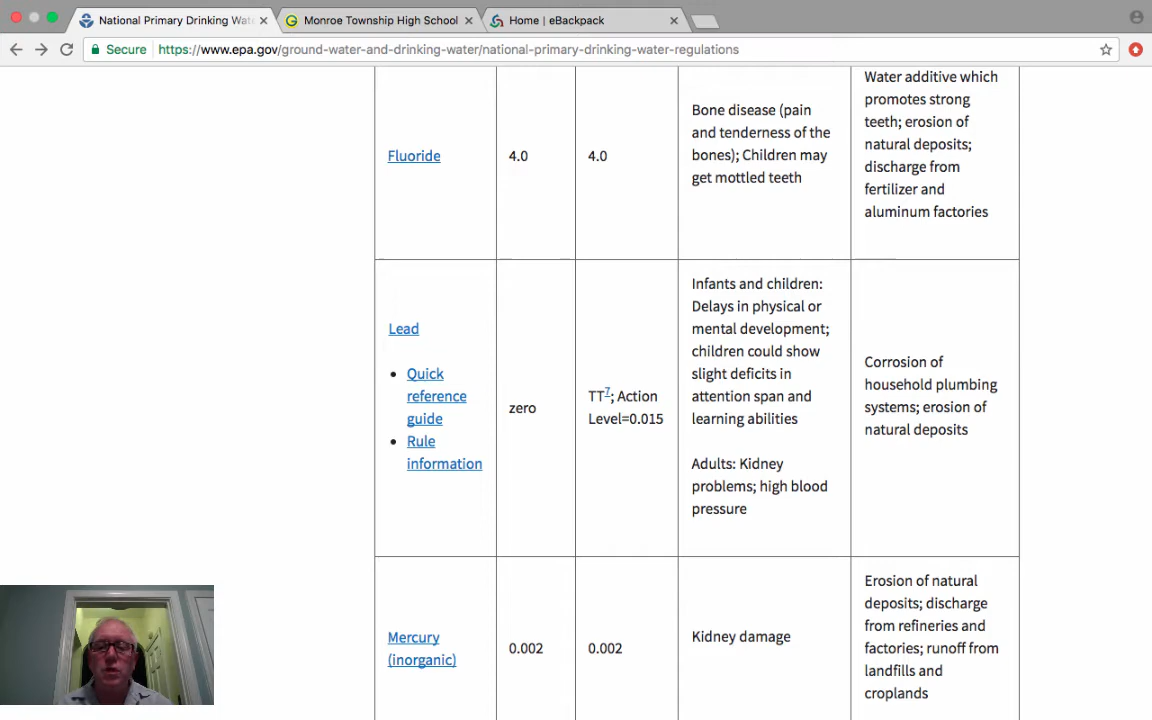 National Primary Drinking Wate
Monroe Township High School
Home | eBackpack
Secure
https://www.epa.gov/ground-water-and-drinking-water/national-primary-drinking-water-regulations
Fluoride
4.0
4.0
Bone disease (pain
and tenderness of the
bones); Children may
get mottled teeth
Water additive which
promotes strong
teeth; erosion of
natural deposits;
discharge from
fertilizer and
aluminum factories
Lead
• Quick
reference
guide
• Rule
information
zero
TT7; Action
Level=0.015
Infants and children:
Delays in physical or
mental development;
children could show
slight deficits in
attention span and
learning abilities
Adults: Kidney
problems; high blood
pressure
Corrosion of
household plumbing
systems; erosion of
natural deposits
Mercury
(inorganic)
0.002
0.002
Kidney damage
Erosion of natural
deposits; discharge
from refineries and
factories; runoff from
landfills and
croplands